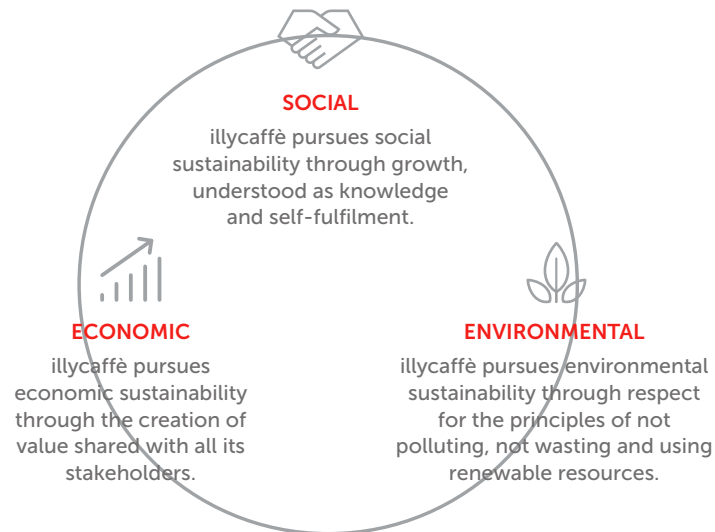 SOCIAL
illycaffè pursues social
sustainability through growth,
understood as knowledge
and self-fulfilment.
ECONOMIC
illycaffè pursues
economic sustainability
through the creation of
value shared with all its
stakeholders.
ENVIRONMENTAL
illycaffè pursues environmental
sustainability through respect
for the principles of not
polluting, not wasting and using
renewable resources.